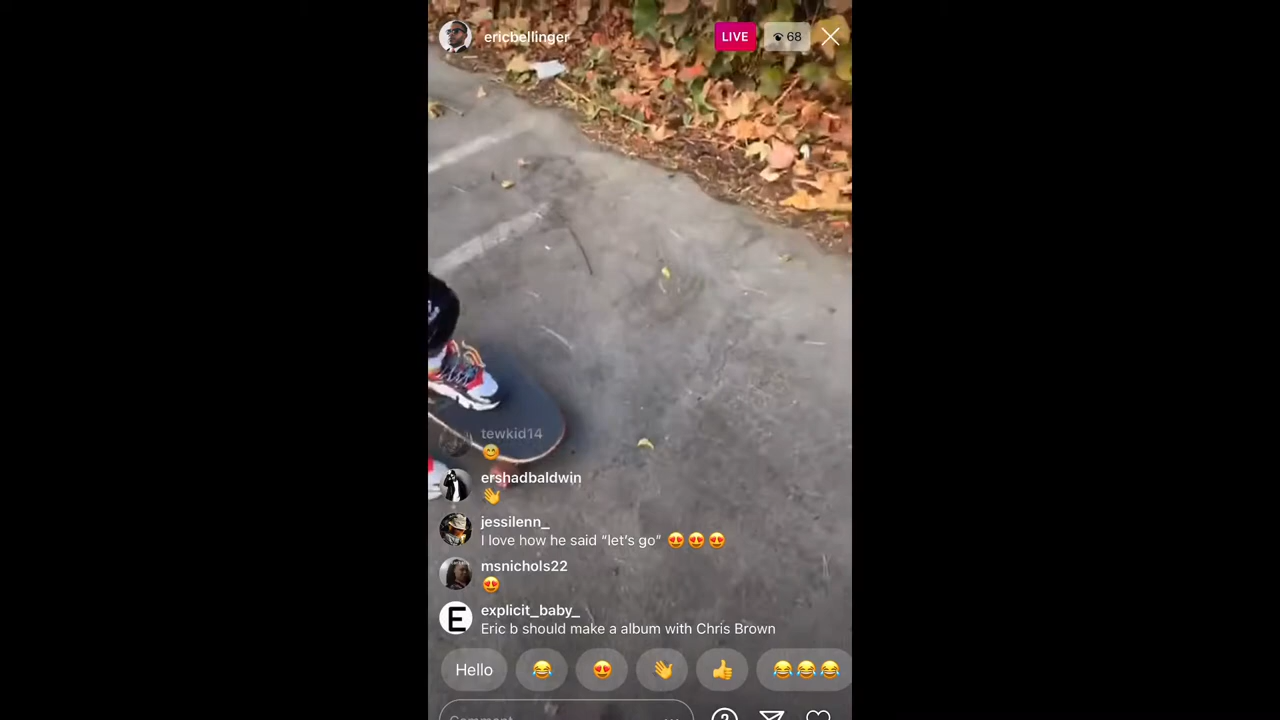 ericbellinger
LIVE
68
tewkid14
😊
ershadbaldwin
👋
jessilenn_
I love how he said “let’s go” 😍😍😍
msnichols22
😍
explicit_baby_
E
Eric b should make a album with Chris Brown
Hello 😂 😍 👋 👍 😂😂😂
Comment